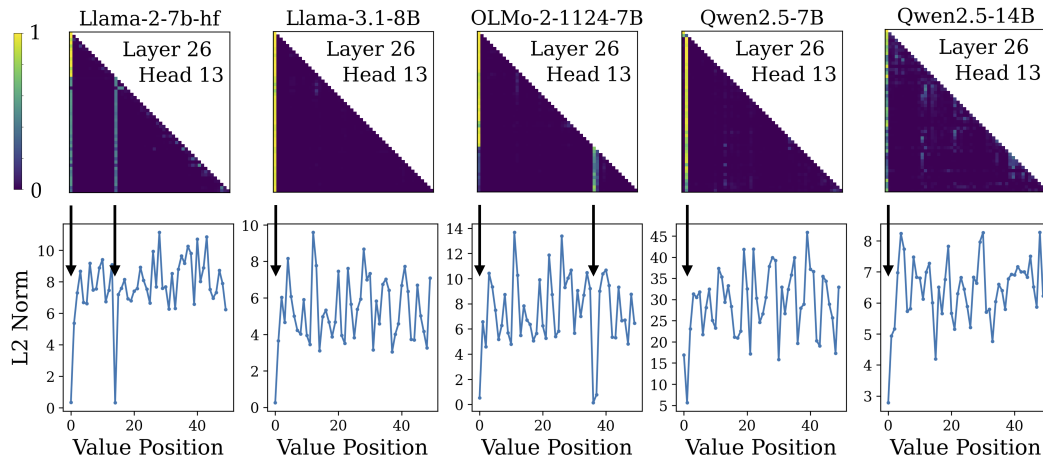 Llama-2-7b-hf
Llama-3.1-8B
OLMo-2-1124-7B
Qwen2.5-7B
Qwen2.5-14B
1
0
Layer 26
Head 13
Layer 26
Head 13
Layer 26
Head 13
Layer 26
Head 13
Layer 26
Head 13
L2 Norm
10
8
6
4
2
0
0 20 40
Value Position
10
8
6
4
2
0
0 20 40
Value Position
14
12
10
8
6
4
2
0
0 20 40
Value Position
45
40
35
30
25
20
15
10
5
0 20 40
Value Position
8
7
6
5
4
3
0 20 40
Value Position